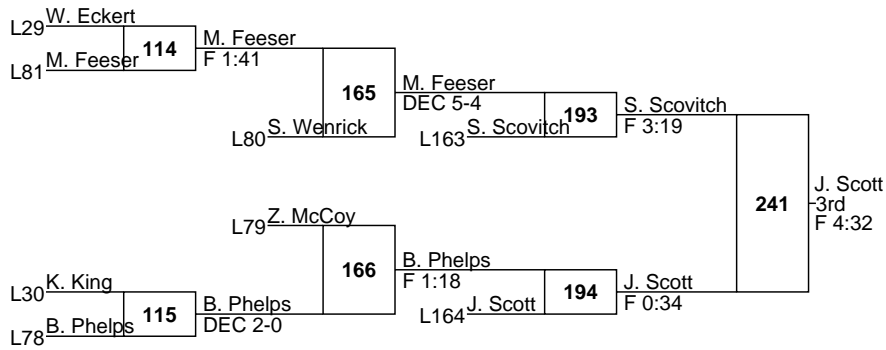 W. Eckert
L29
114
M. Feeser
F 1:41
M. Feeser
L81
165
M. Feeser
DEC 5-4
S. Wenrick
L80
193
S. Scovitch
F 3:19
S. Scovitch
L163
241
J. Scott
3rd
F 4:32
Z. McCoy
L79
166
B. Phelps
F 1:18
K. King
L30
115
B. Phelps
DEC 2-0
B. Phelps
L78
194
J. Scott
F 0:34
J. Scott
L164